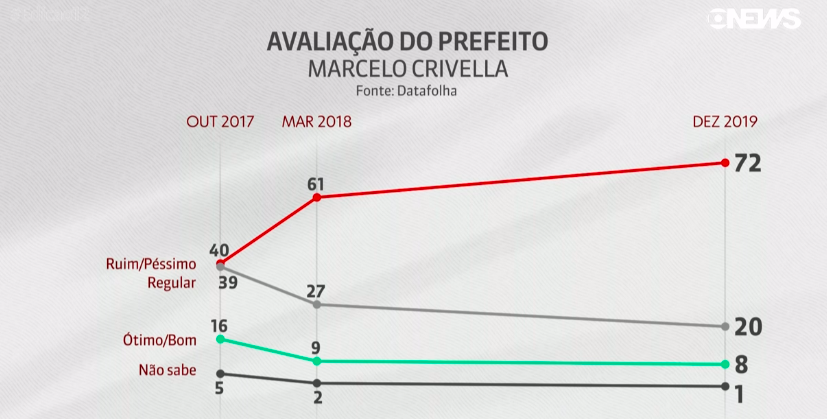 GNEWS
AVALIAÇÃO DO PREFEITO
MARCELO CRIVELLA
Fonte: Datafolha
OUT 2017 MAR 2018 DEZ 2019
72
61
40
Ruim/Péssimo
Regular 39
27
20
16
Ótimo/Bom
9
8
Não sabe
5
2
1